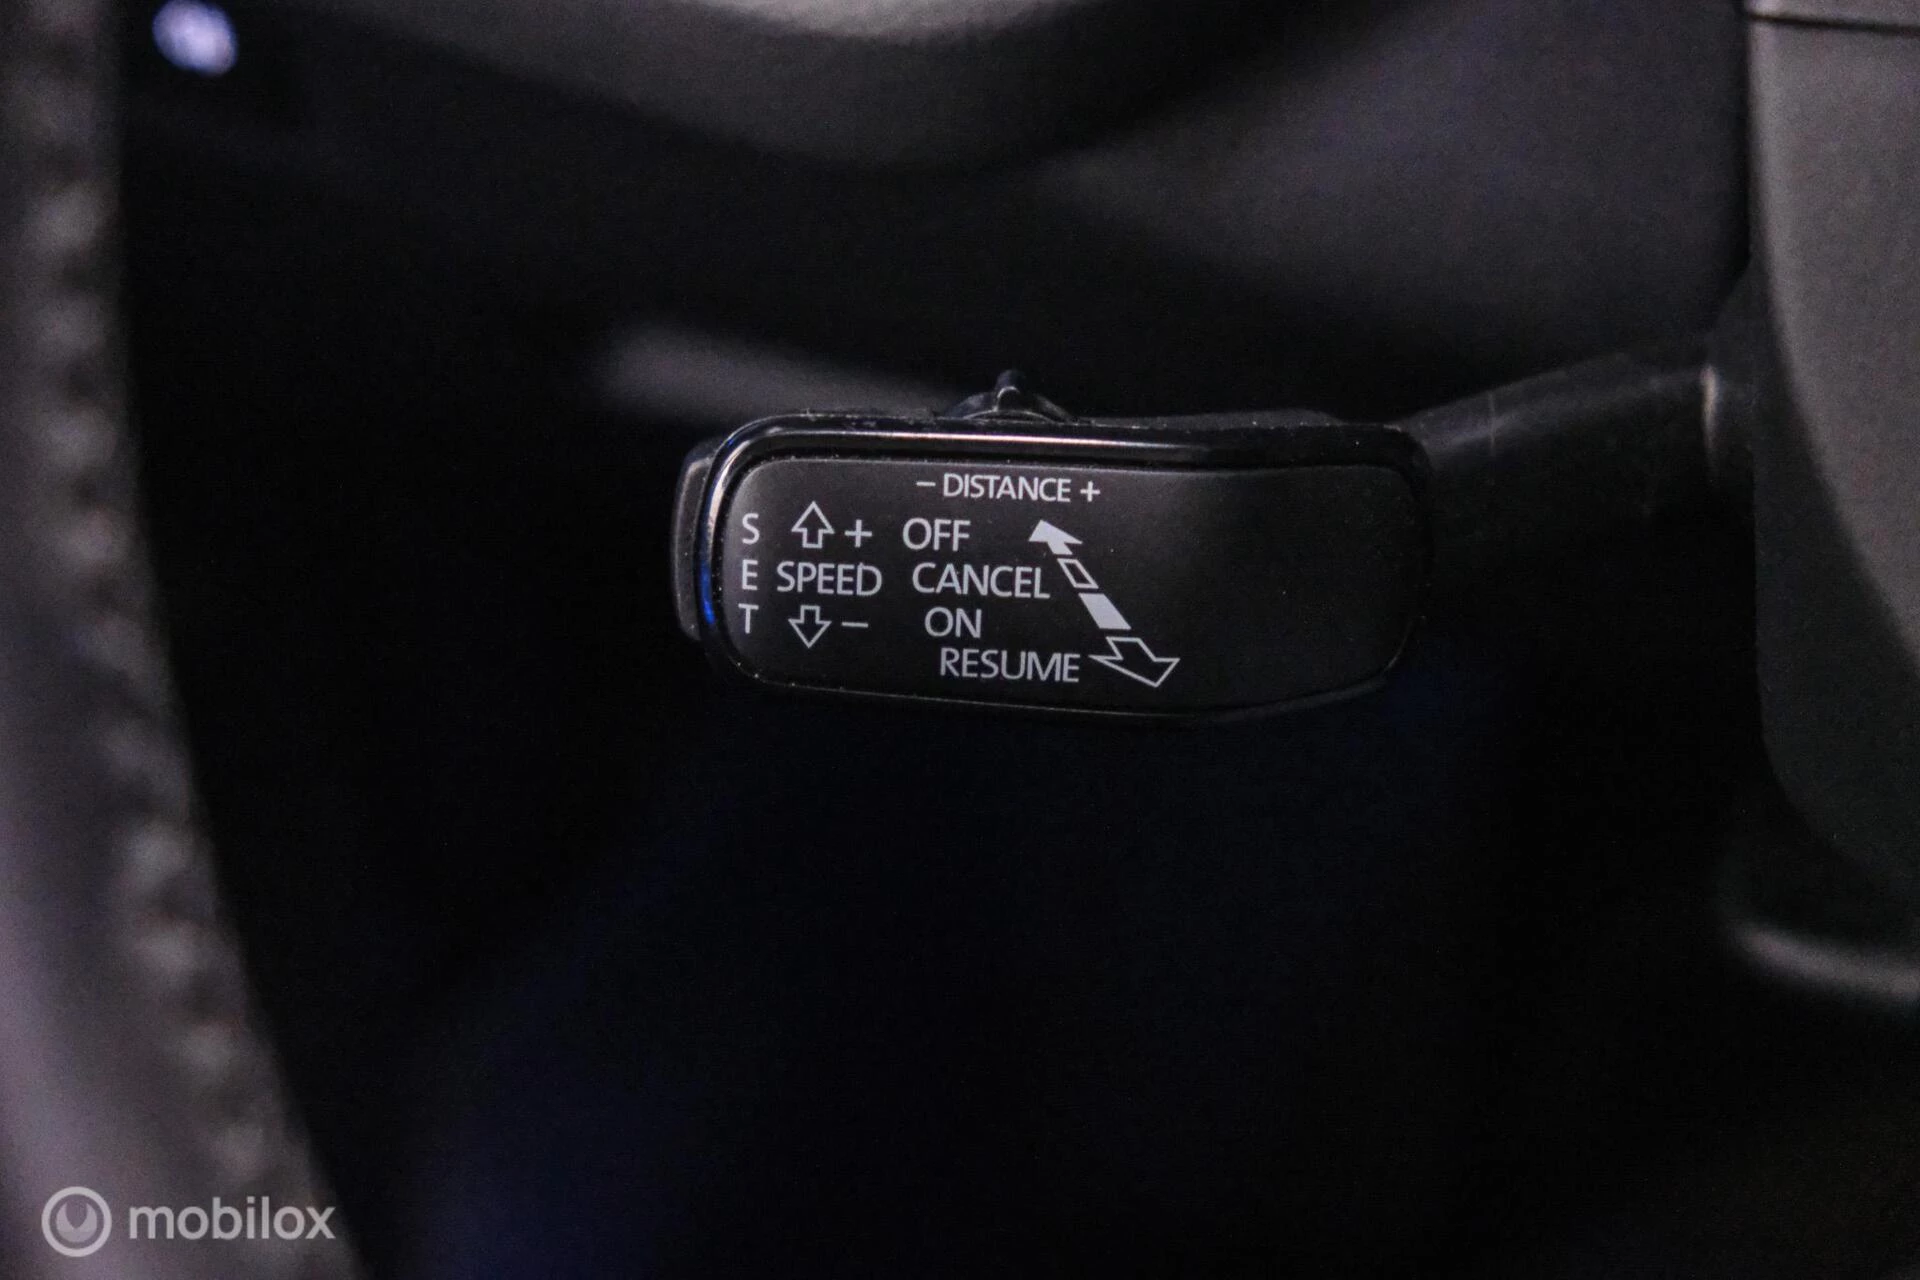 - DISTANCE +
S + OFF
E SPEED CANCEL
T - ON
RESUME
mobilox